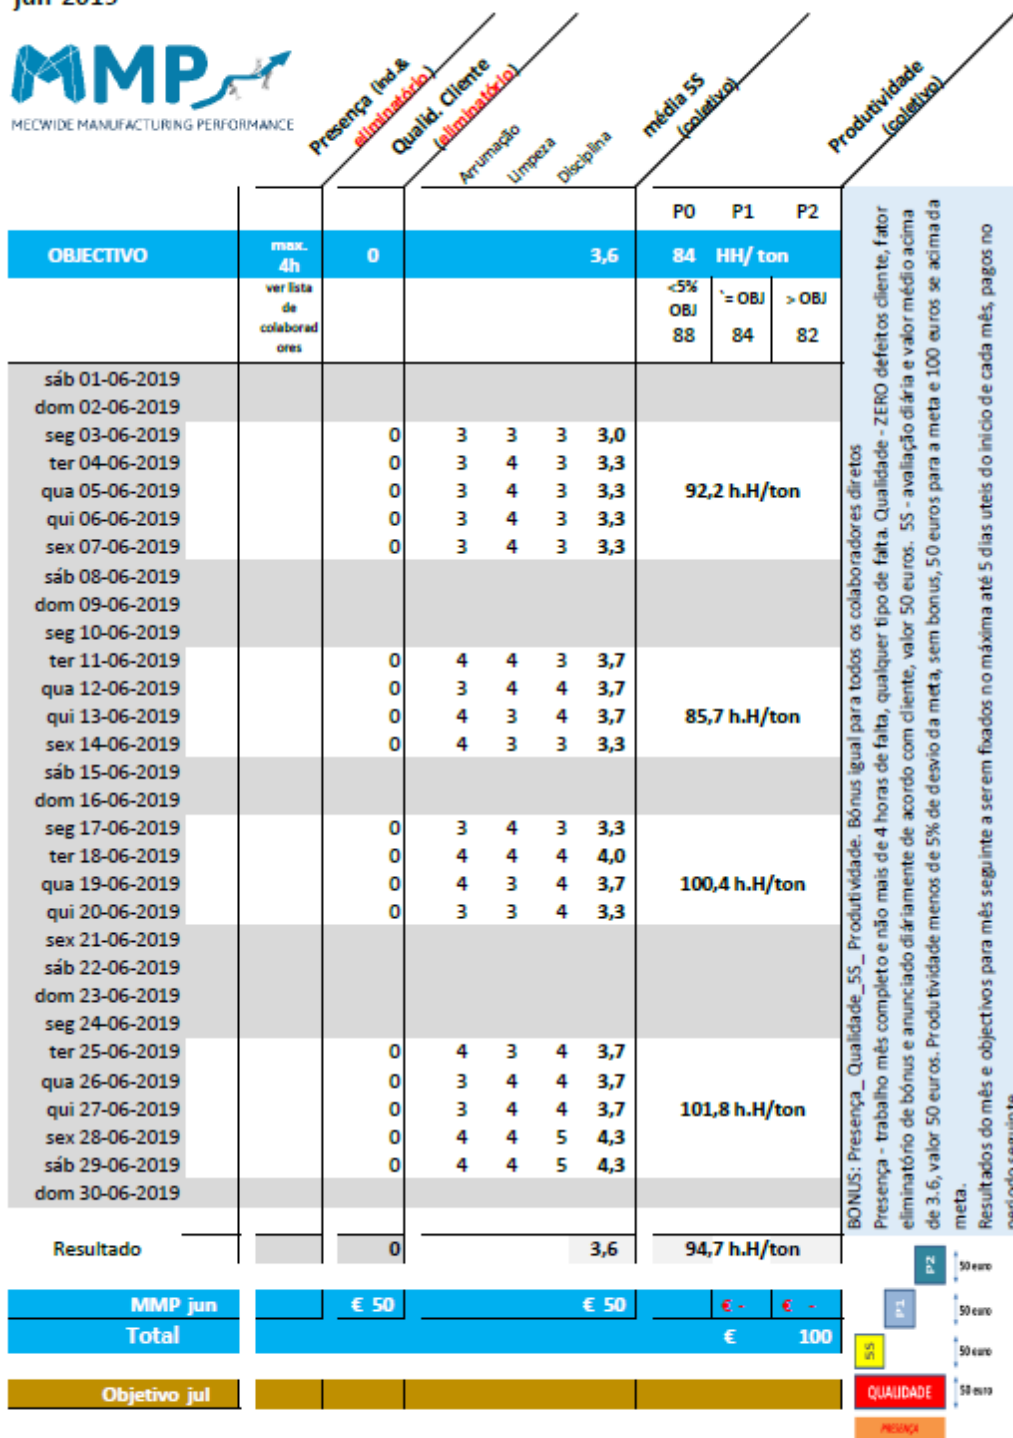 jun 2019
MMP
MECWIDE MANUFACTURING PERFORMANCE
Presença (ind.& eliminatório)
Qualid. Cliente (eliminatório)
Arrumação
Limpeza
Disciplina
média 5S (coletivo)
Produtividade (coletivo)
P0 P1 P2
OBJECTIVO max. 4h 0 3,6 84 HH/ ton
ver lista de colaborad ores
<5% OBJ `= OBJ > OBJ
88 84 82
sáb 01-06-2019
dom 02-06-2019
seg 03-06-2019 0 3 3 3 3,0
ter 04-06-2019 0 3 4 3 3,3
qua 05-06-2019 0 3 4 3 3,3 92,2 h.H/ton
qui 06-06-2019 0 3 4 3 3,3
sex 07-06-2019 0 3 4 3 3,3
sáb 08-06-2019
dom 09-06-2019
seg 10-06-2019
ter 11-06-2019 0 4 4 3 3,7
qua 12-06-2019 0 3 4 4 3,7
qui 13-06-2019 0 4 3 4 3,7 85,7 h.H/ton
sex 14-06-2019 0 4 3 3 3,3
sáb 15-06-2019
dom 16-06-2019
seg 17-06-2019 0 3 4 3 3,3
ter 18-06-2019 0 4 4 4 4,0
qua 19-06-2019 0 4 3 4 3,7 100,4 h.H/ton
qui 20-06-2019 0 3 3 4 3,3
sex 21-06-2019
sáb 22-06-2019
dom 23-06-2019
seg 24-06-2019
ter 25-06-2019 0 4 3 4 3,7
qua 26-06-2019 0 3 4 4 3,7
qui 27-06-2019 0 3 4 4 3,7 101,8 h.H/ton
sex 28-06-2019 0 4 4 5 4,3
sáb 29-06-2019 0 4 4 5 4,3
dom 30-06-2019
Resultado 0 3,6 94,7 h.H/ton
MMP jun € 50 € 50 € - € -
Total € 100
Objetivo jul
BONUS: Presença_ Qualidade_5S_ Produtividade. Bónus igual para todos os colaboradores diretos
Presença - trabalho mês completo e não mais de 4 horas de falta, qualquer tipo de falta. Qualidade - ZERO defeitos cliente, fator
eliminatório de bónus e anunciado diáriamente de acordo com cliente, valor 50 euros. 5S - avaliação diária e valor médio acima
de 3.6, valor 50 euros. Produtividade menos de 5% de desvio da meta, sem bonus, 50 euros para a meta e 100 euros se acima da
meta.
Resultados do mês e objectivos para mês seguinte a serem fixados no máxima até 5 dias uteis do inicio de cada mês, pagos no
periodo seguinte
P2 50 euro
P1 50 euro
5S 50 euro
QUALIDADE 50 euro
PRESENÇA